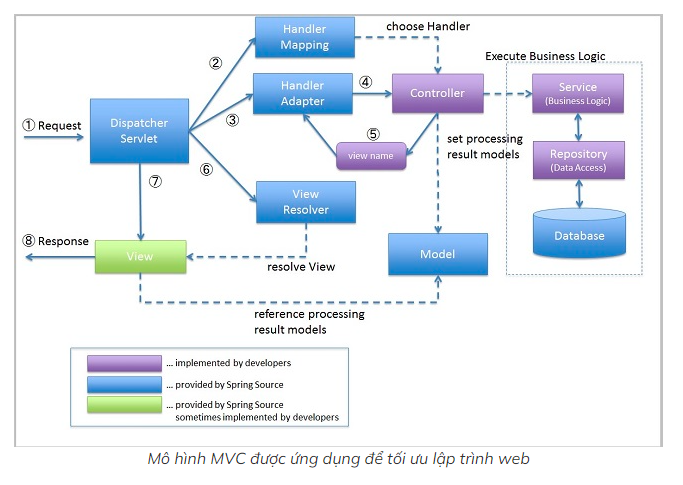 Handler
Mapping
choose Handler
②
Execute Business Logic
③
Handler
Adapter
④
Controller
Service
(Business Logic)
① Request
Dispatcher
Servlet
⑤
view name
set processing
result models
Repository
(Data Access)
⑥
⑦
View
Resolver
⑧ Response
View
resolve View
Model
Database
reference processing
result models
... implemented by developers
... provided by Spring Source
... provided by Spring Source
sometimes implemented by developers
Mô hình MVC được ứng dụng để tối ưu lập trình web